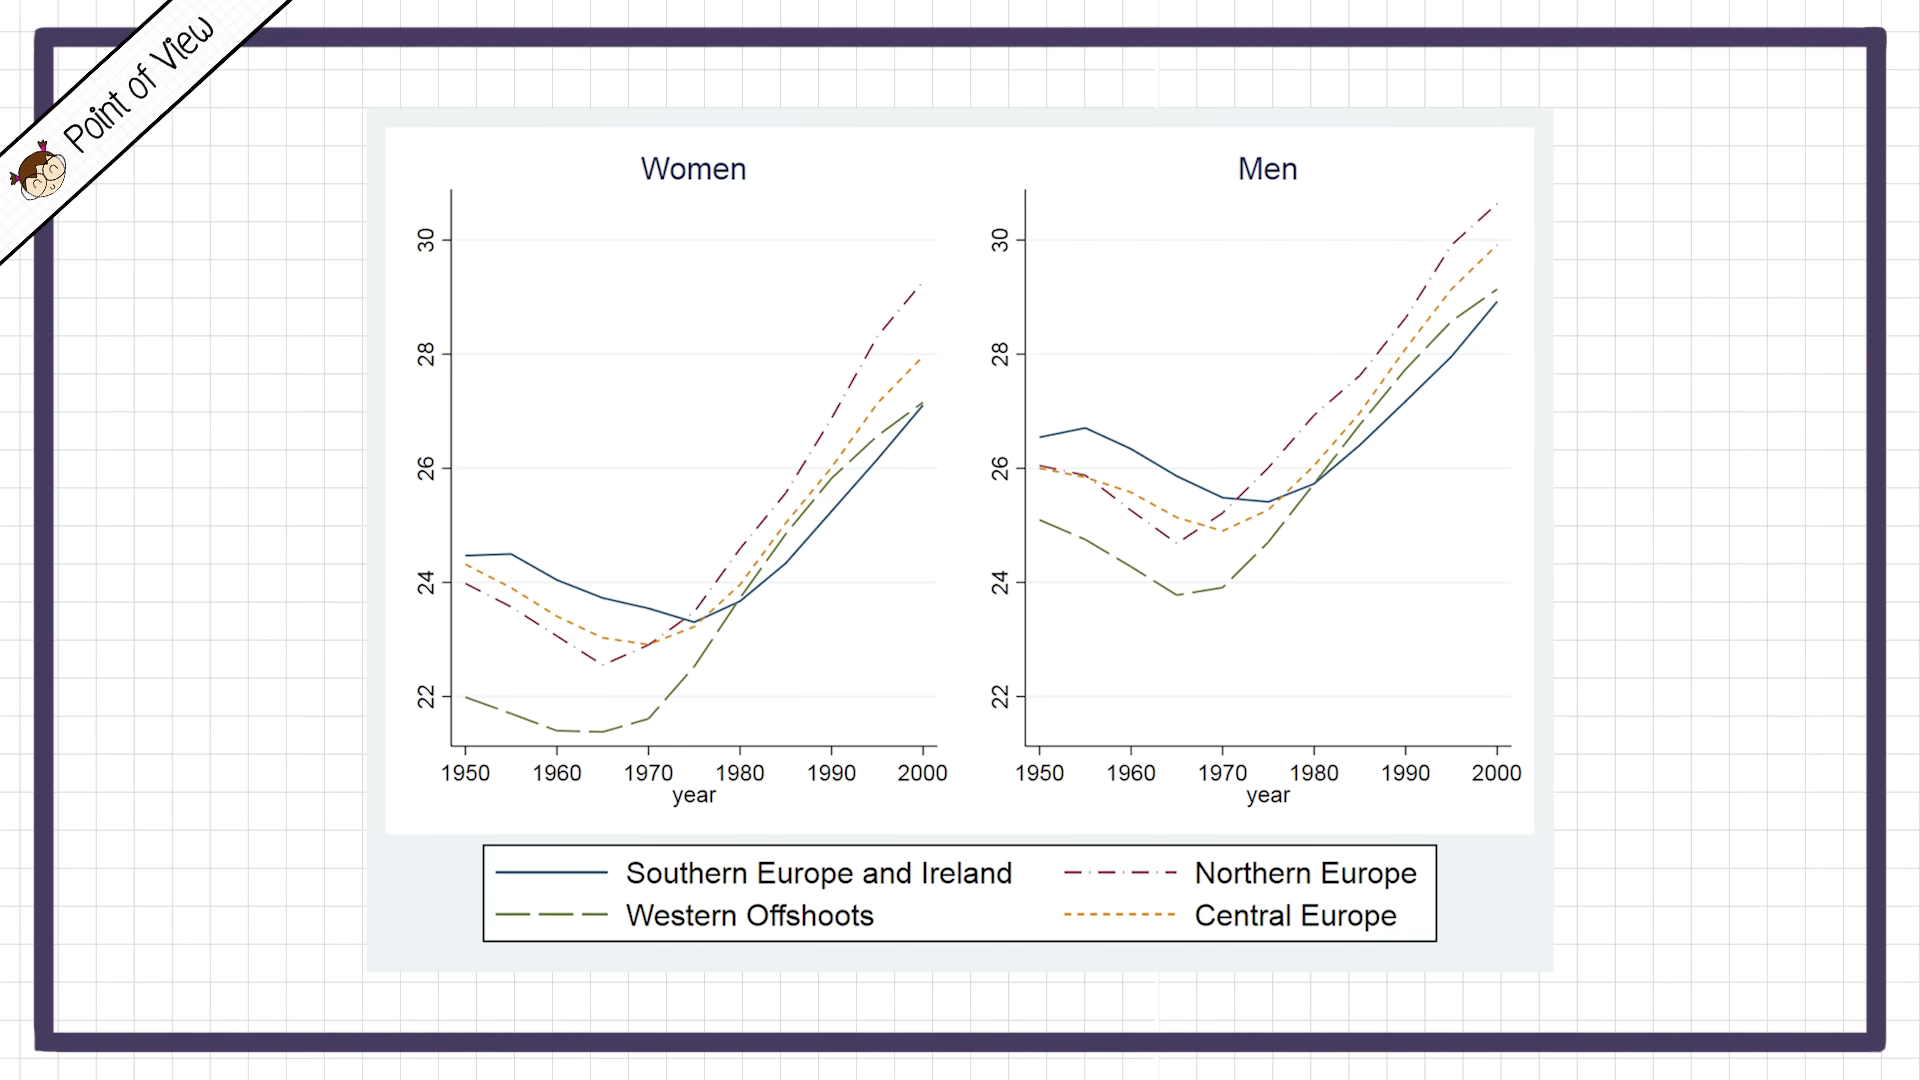 Point of View
Women
Men
30
28
26
24
22
1950 1960 1970 1980 1990 2000
year
30
28
26
24
22
1950 1960 1970 1980 1990 2000
year
Southern Europe and Ireland
Northern Europe
Western Offshoots
Central Europe